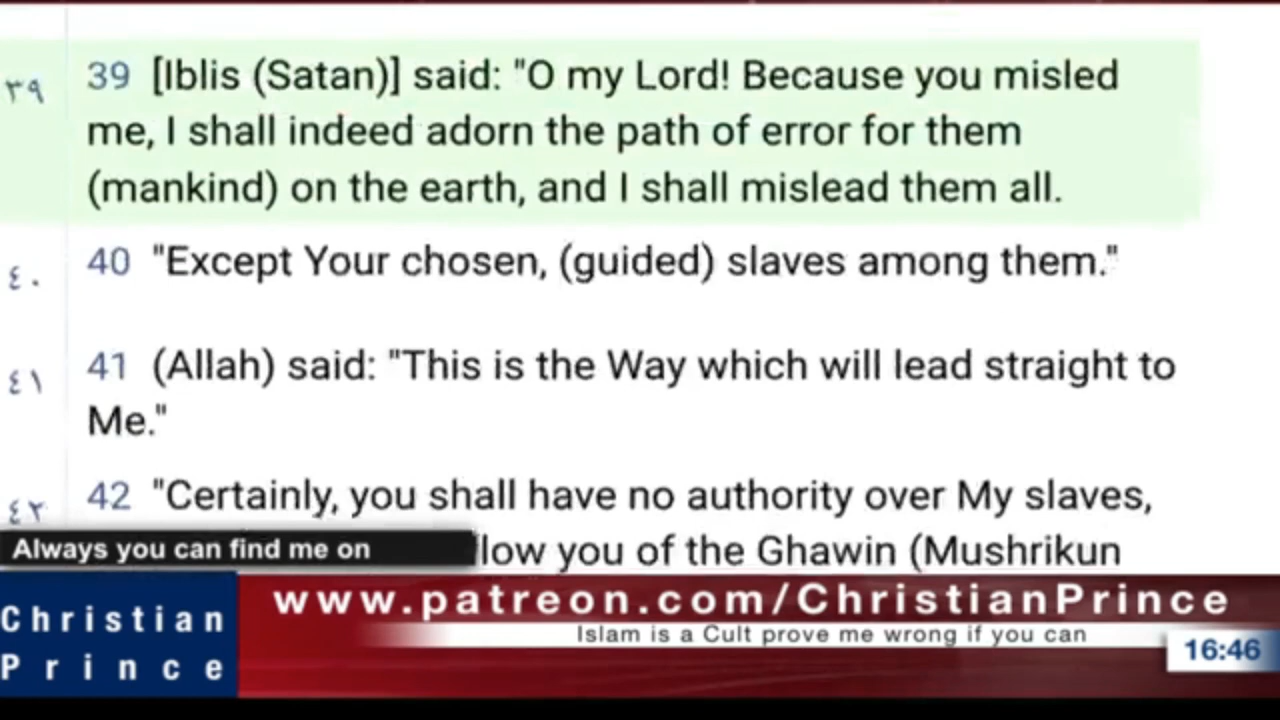 ٣٩ 39 [Iblis (Satan)] said: "O my Lord! Because you misled
me, I shall indeed adorn the path of error for them
(mankind) on the earth, and I shall mislead them all.
٤٠ 40 "Except Your chosen, (guided) slaves among them."
٤١ 41 (Allah) said: "This is the Way which will lead straight to
Me."
٤٢ 42 "Certainly, you shall have no authority over My slaves,
low you of the Ghawin (Mushrikun
Always you can find me on
www.patreon.com/ChristianPrince
Islam is a Cult prove me wrong if you can
Christian
Prince
16:46